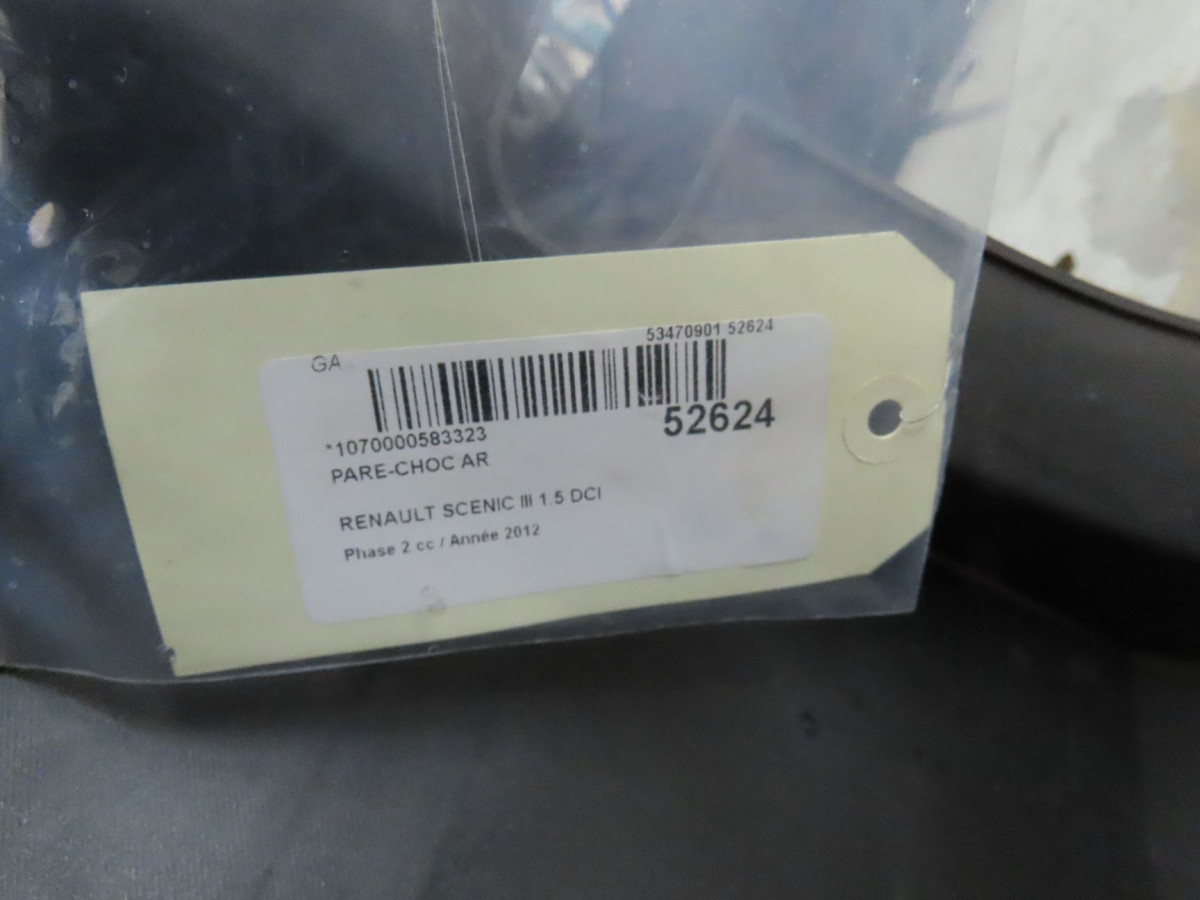 GA
53470901 52624
*1070000583323
52624
PARE-CHOC AR
RENAULT SCENIC III 1.5 DCI
Phase 2 cc / Année 2012